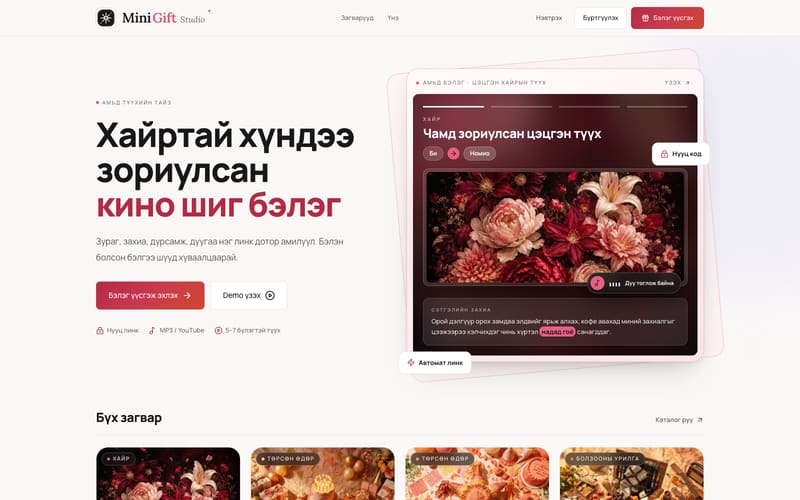 MiniGift Studio
Загварууд
Үнэ
Нэвтрэх
Бүртгүүлэх
Бэлэг үүсгэх
АМЬД ТҮҮХИЙН ТАЙЗ
Хайртай хүндээ
зориулсан
кино шиг бэлэг
Зураг, захиа, дурсамж, дуугаа нэг линк дотор амилуул. Бэлэн
болсон бэлгээ шууд хуваалцаарай.
Бэлэг үүсгэж эхлэх
Demo үзэх
Нууц линк
MP3 / YouTube
5-7 бүлэгтэй түүх
АМЬД БЭЛЭГ · ЦЭЦГЭН ХАЙРЫН ТҮҮХ
ҮЗЭХ
ХАЙР
Чамд зориулсан цэцгэн түүх
Би
Номио
Нууц код
Дуу тоглож байна
СЭТГЭЛИЙН ЗАХИА
Орой дэлгүүр орох замдаа элдвийг ярьж алхах, кофе авахад миний захиалгыг
цээжээрээ хэлчихдэг чинь хүртэл надад гоё санагддаг.
Автомат линк
Бүх загвар
Каталог руу
ХАЙР
ТӨРСӨН ӨДӨР
ТӨРСӨН ӨДӨР
БОЛЗООНЫ УРИЛГА